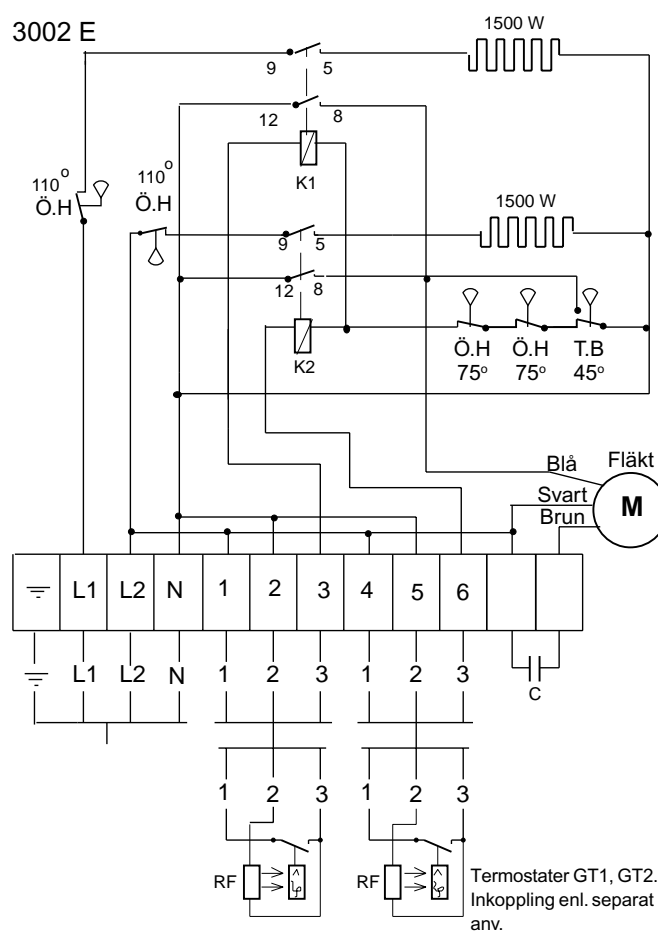 3002 E
1500 W
9 5
12 8
K1
110°
Ö.H
110°
Ö.H
1500 W
9 5
12 8
K2
Ö.H Ö.H T.B
75° 75° 45°
Blå Fläkt
Svart
Brun
M
L1 L2 N 1 2 3 4 5 6
L1 L2 N 1 2 3 1 2 3
C
1 2 3 1 2 3
RF RF
Termostater GT1, GT2.
Inkoppling enl. separat
anv.